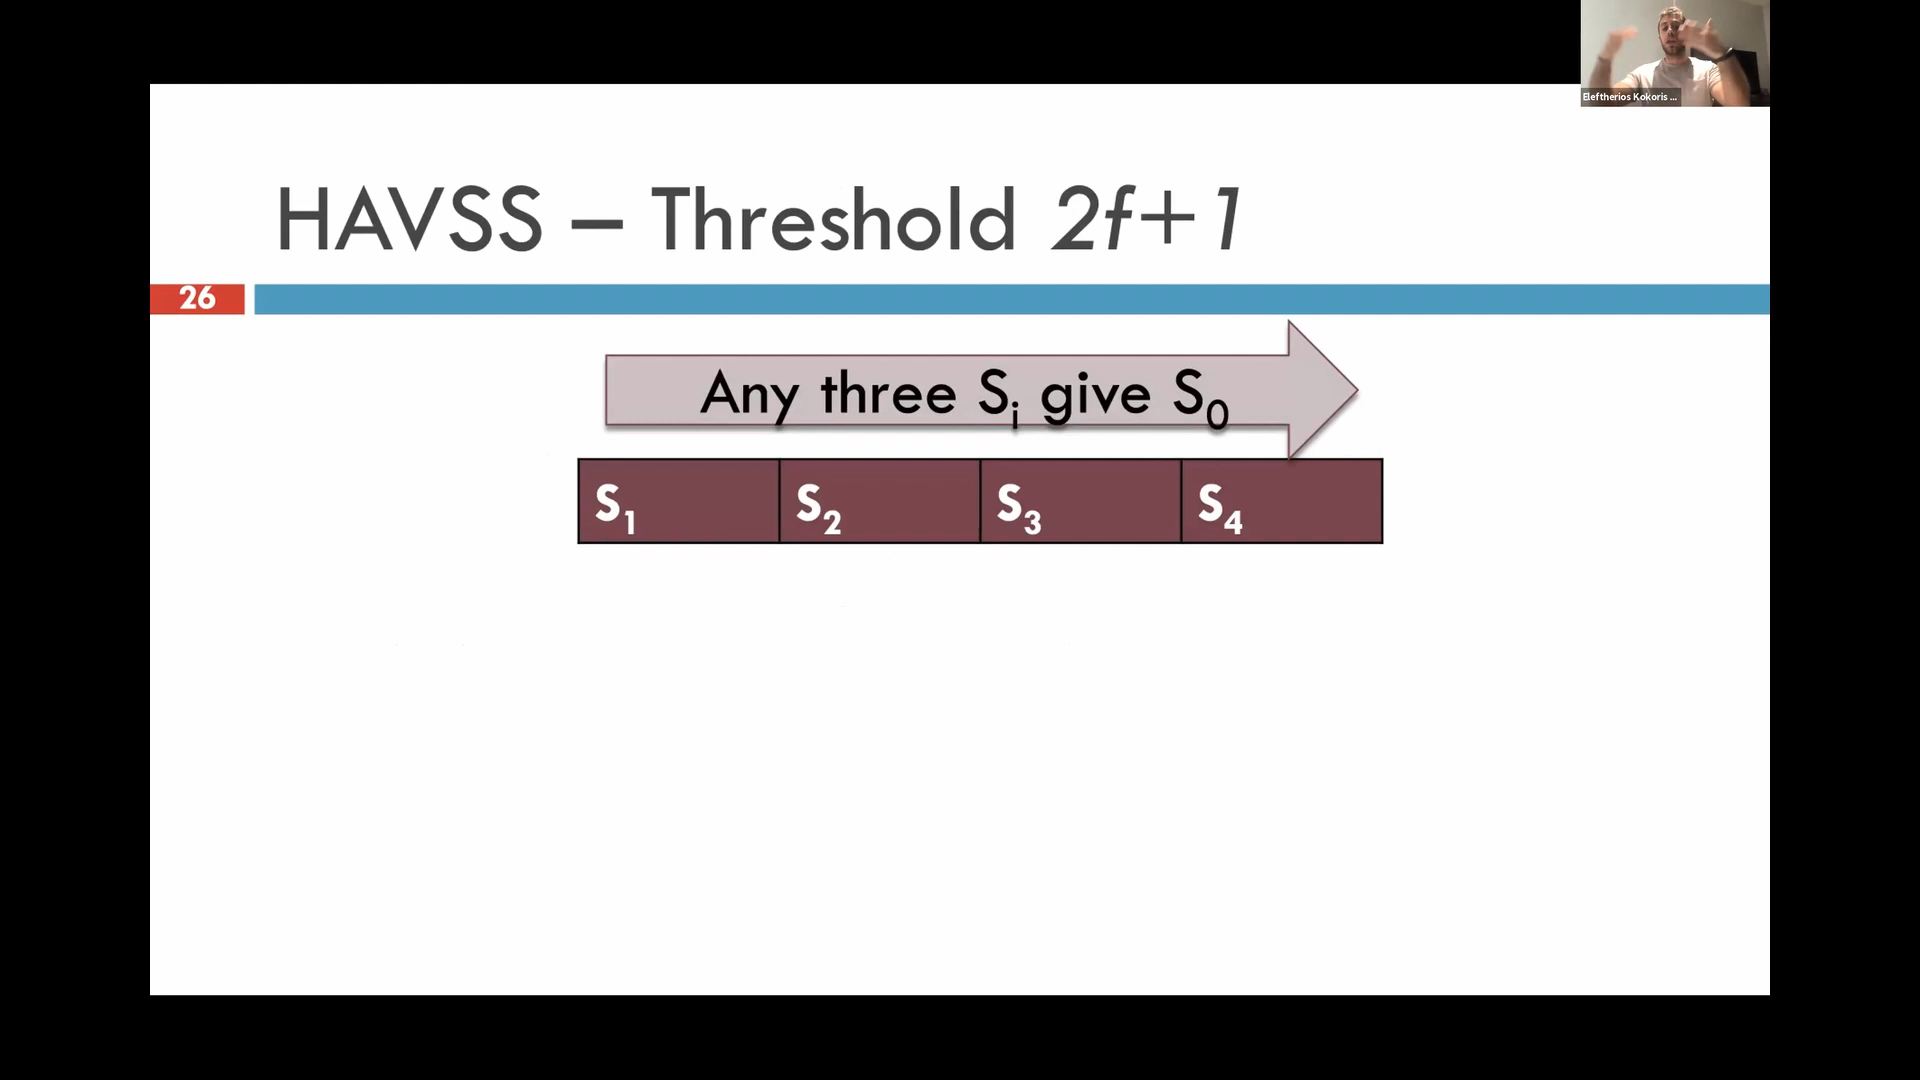 Eleftherios Kokoris ...
HAVSS – Threshold 2f+1
26
Any three Si give S0
S1 S2 S3 S4